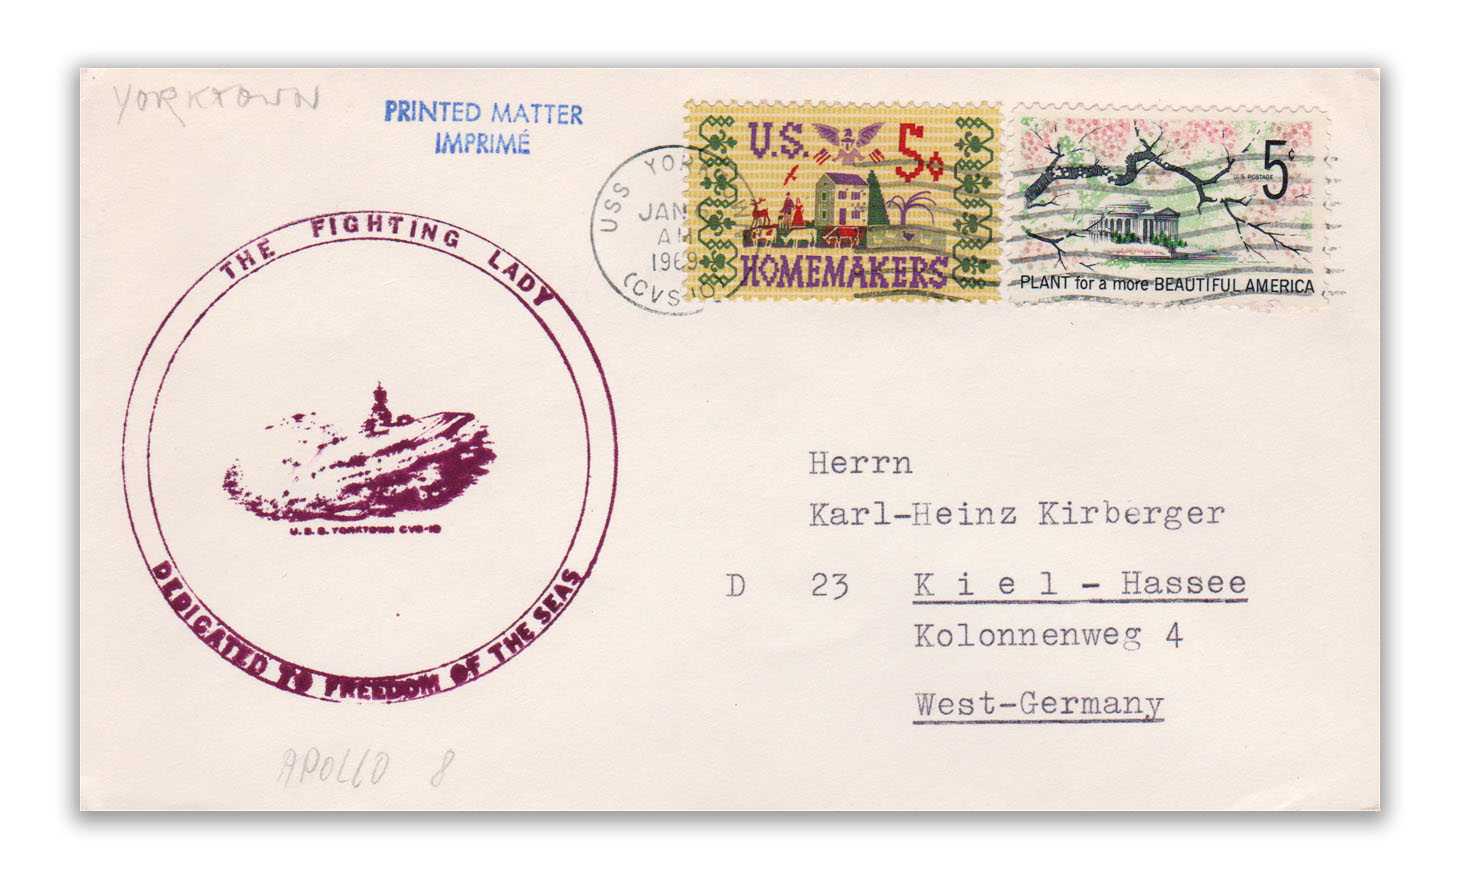 YORKTOWN
PRINTED MATTER
IMPRIMÉ
USS YORK
JAN
1969
(CVS-10)
U.S. 5¢
HOMEMAKERS
5¢
U.S. POSTAGE
PLANT for a more BEAUTIFUL AMERICA
THE FIGHTING LADY
U.S.S. YORKTOWN CVS-10
DEDICATED TO FREEDOM OF THE SEAS
Herrn
Karl-Heinz Kirberger
D 23 Kiel - Hassee
Kolonnenweg 4
West-Germany
APOLLO 8